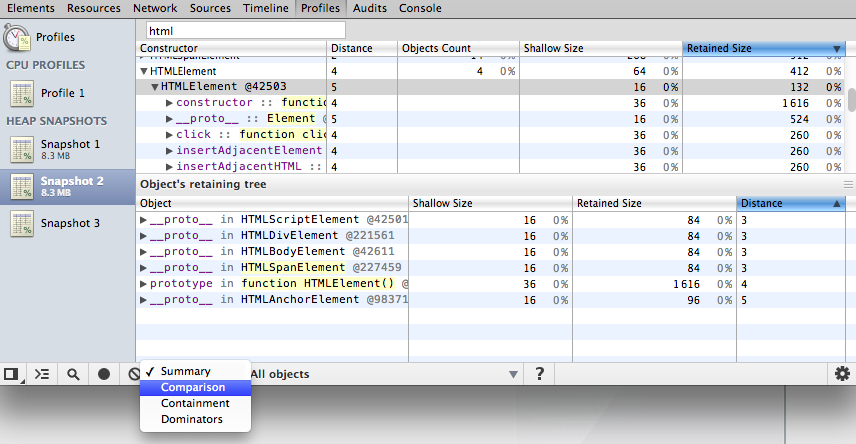 Elements Resources Network Sources Timeline Profiles Audits Console
Profiles
CPU PROFILES
Profile 1
HEAP SNAPSHOTS
Snapshot 1
8.3 MB
Snapshot 2
8.3 MB
Snapshot 3
html
Constructor Distance Objects Count Shallow Size Retained Size
HTMLElement 4 4 0% 64 0% 412 0%
HTMLElement @42503 5 16 0% 132 0%
constructor :: functio 4 36 0% 1 616 0%
__proto__ :: Element @ 5 16 0% 524 0%
click :: function clic 4 36 0% 260 0%
insertAdjacentElement 4 36 0% 260 0%
insertAdjacentHTML :: 4 36 0% 260 0%
Object's retaining tree
Object Shallow Size Retained Size Distance
__proto__ in HTMLScriptElement @42501 16 0% 84 0% 3
__proto__ in HTMLDivElement @221561 16 0% 84 0% 3
__proto__ in HTMLBodyElement @42611 16 0% 84 0% 3
__proto__ in HTMLSpanElement @227459 16 0% 84 0% 3
prototype in function HTMLElement() @ 36 0% 1 616 0% 4
__proto__ in HTMLAnchorElement @98371 16 0% 96 0% 5
✓ Summary
Comparison
Containment
Dominators
All objects
?